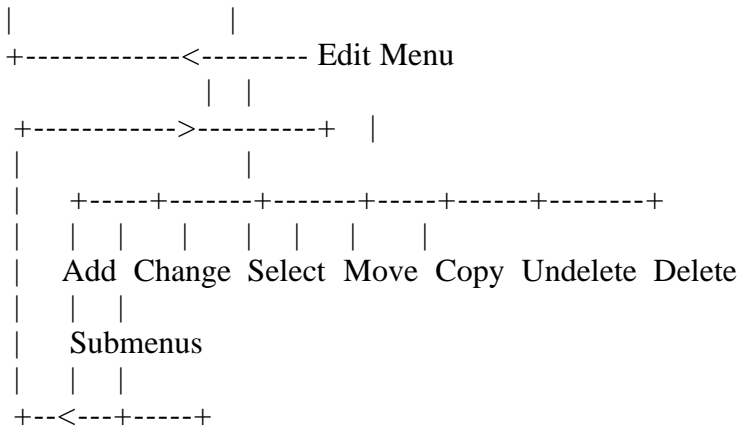 |                            |
+--------------<--------- Edit Menu
                         |   |
+------------->-----------+    |
|                             |
|       +-----+-------+-------+-----+------+--------+
|      |     |       |       |     |      |        |
|     Add  Change  Select  Move  Copy  Undelete  Delete
|      |     |
|      Submenus
|      |     |
+--<---+-----+